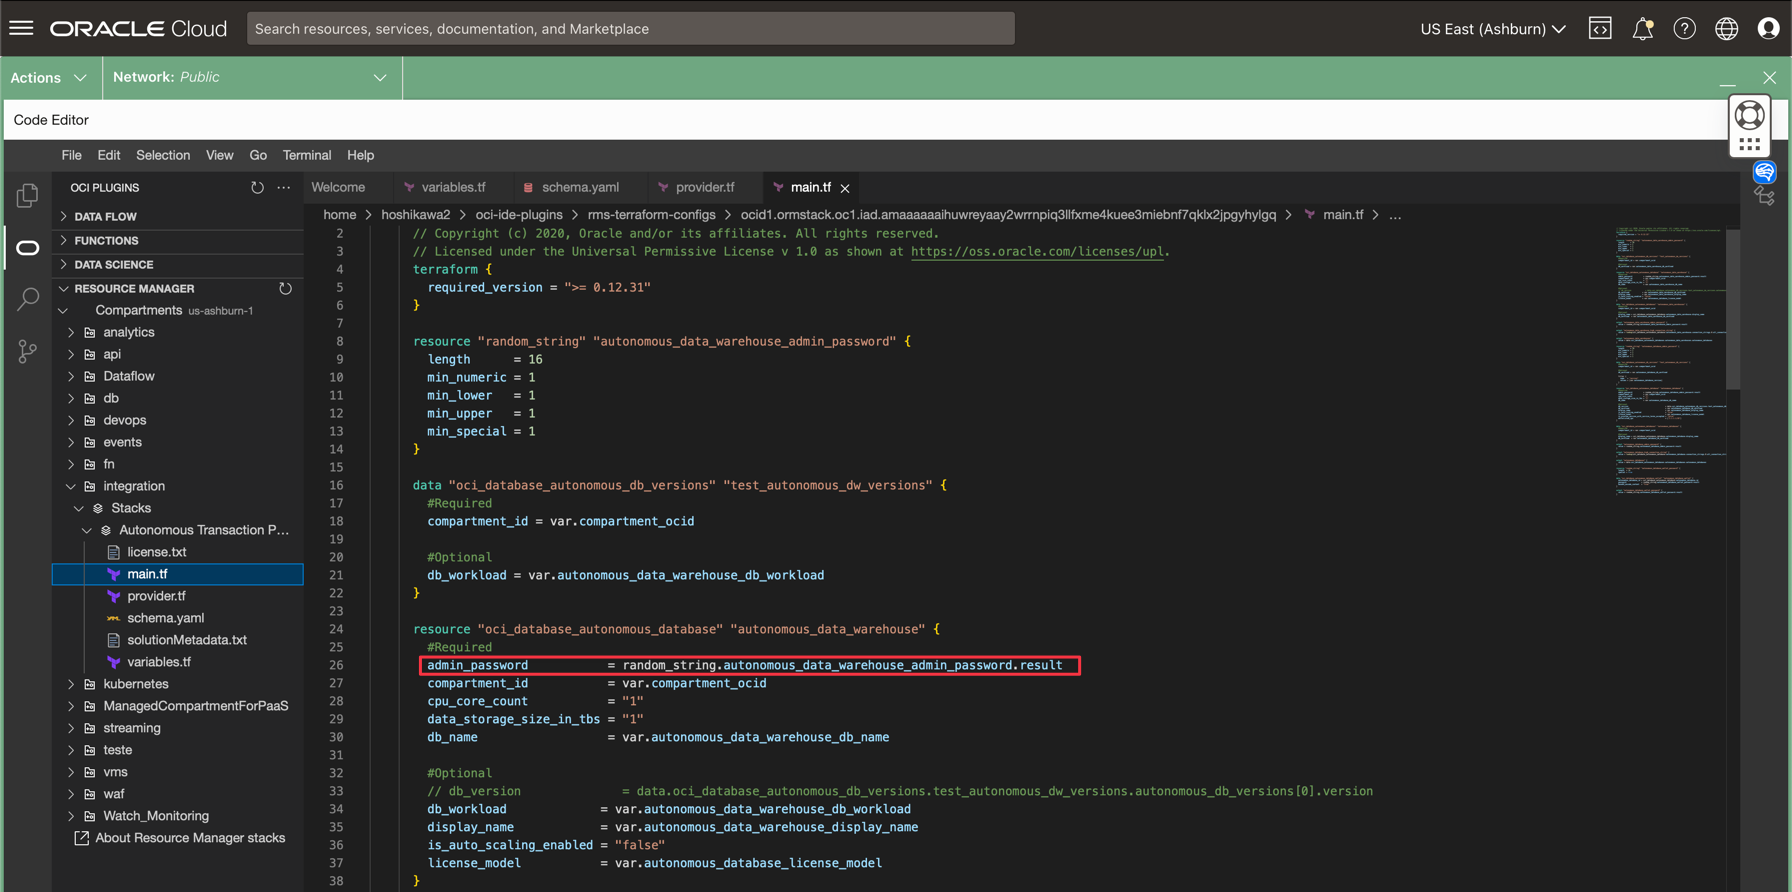 ORACLE Cloud
Search resources, services, documentation, and Marketplace
US East (Ashburn)
Actions
Network: Public
Code Editor
File Edit Selection View Go Terminal Help
OCI PLUGINS
DATA FLOW
FUNCTIONS
DATA SCIENCE
RESOURCE MANAGER
Compartments us-ashburn-1
analytics
api
Dataflow
db
devops
events
fn
integration
Stacks
Autonomous Transaction P...
license.txt
main.tf
provider.tf
schema.yaml
solutionMetadata.txt
variables.tf
kubernetes
ManagedCompartmentForPaaS
streaming
teste
vms
waf
Watch_Monitoring
About Resource Manager stacks
Welcome variables.tf schema.yaml provider.tf main.tf
home > hoshikawa2 > oci-ide-plugins > rms-terraform-configs > ocid1.ormstack.oc1.iad.amaaaaaaihuwreyaay2wrrnpiq3llfxme4kuee3miebnf7qklx2jpgyhylgq > main.tf > ...
2 // Copyright (c) 2020, Oracle and/or its affiliates. All rights reserved.
3 // Licensed under the Universal Permissive License v 1.0 as shown at https://oss.oracle.com/licenses/upl.
4 terraform {
5 required_version = ">= 0.12.31"
6 }
7
8 resource "random_string" "autonomous_data_warehouse_admin_password" {
9 length = 16
10 min_numeric = 1
11 min_lower = 1
12 min_upper = 1
13 min_special = 1
14 }
15
16 data "oci_database_autonomous_db_versions" "test_autonomous_dw_versions" {
17 #Required
18 compartment_id = var.compartment_ocid
19
20 #Optional
21 db_workload = var.autonomous_data_warehouse_db_workload
22 }
23
24 resource "oci_database_autonomous_database" "autonomous_data_warehouse" {
25 #Required
26 admin_password = random_string.autonomous_data_warehouse_admin_password.result
27 compartment_id = var.compartment_ocid
28 cpu_core_count = "1"
29 data_storage_size_in_tbs = "1"
30 db_name = var.autonomous_data_warehouse_db_name
31
32 #Optional
33 // db_version = data.oci_database_autonomous_db_versions.test_autonomous_dw_versions.autonomous_db_versions[0].version
34 db_workload = var.autonomous_data_warehouse_db_workload
35 display_name = var.autonomous_data_warehouse_display_name
36 is_auto_scaling_enabled = "false"
37 license_model = var.autonomous_database_license_model
38 }